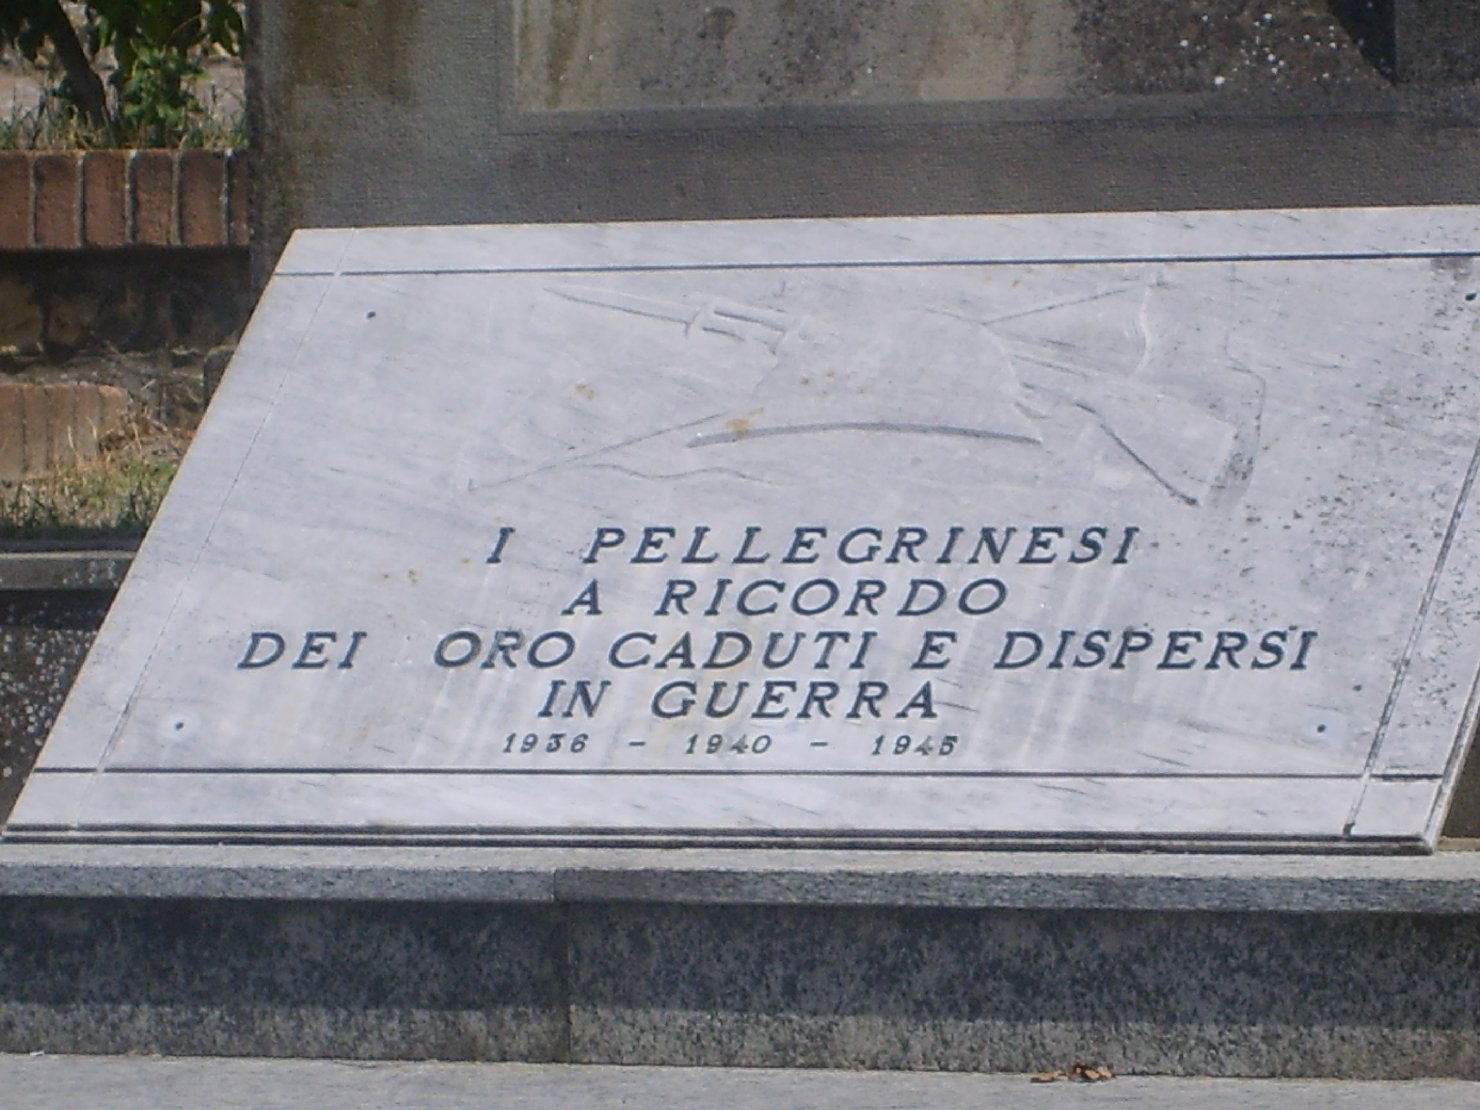 I PELLEGRINESI
A RICORDO
DEI ORO CADUTI E DISPERSI
IN GUERRA
1936 - 1940 - 1945